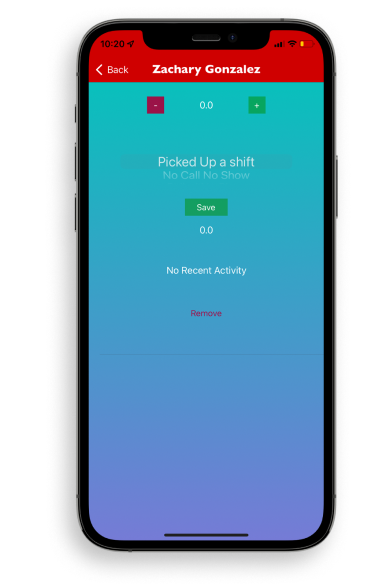 10:20
Back
Zachary Gonzalez
- 0.0 +
Picked Up a shift
No Call No Show
Save
0.0
No Recent Activity
Remove